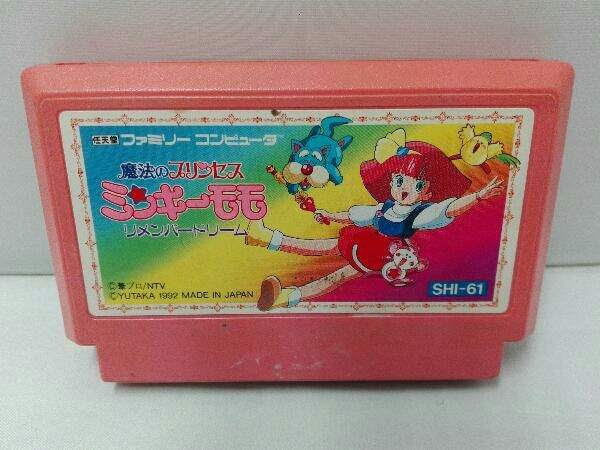 任天堂 ファミリー コンピュータ™
魔法のプリンセス
ミンキーモモ
リメンバードリーム
©葦プロ/NTV
©YUTAKA 1992 MADE IN JAPAN
SHI-61